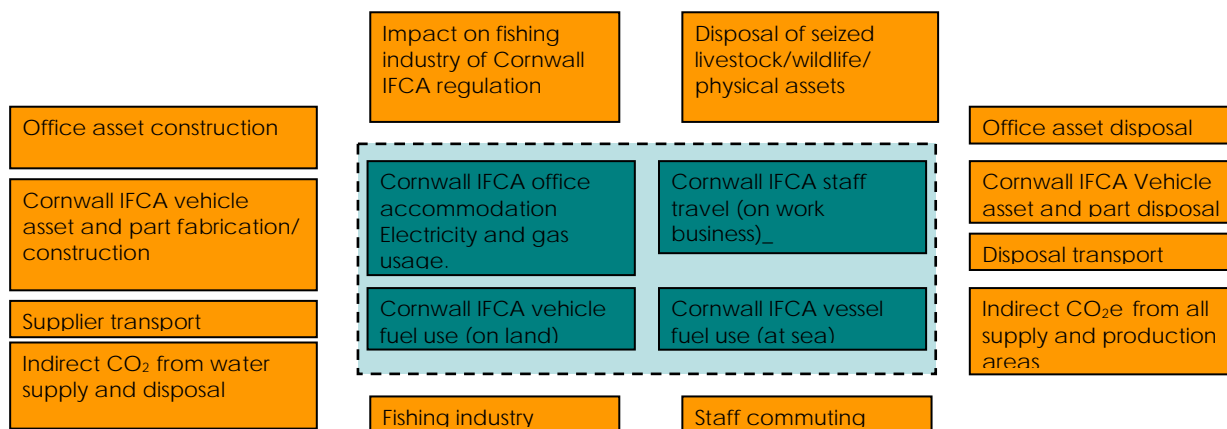 Impact on fishing
industry of Cornwall
IFCA regulation
Disposal of seized
livestock/wildlife/
physical assets
Office asset construction
Cornwall IFCA vehicle
asset and part fabrication/
construction
Supplier transport
Indirect CO₂ from water
supply and disposal
Cornwall IFCA office
accommodation
Electricity and gas
usage.
Cornwall IFCA staff
travel (on work
business)_
Cornwall IFCA vehicle
fuel use (on land)
Cornwall IFCA vessel
fuel use (at sea)
Office asset disposal
Cornwall IFCA Vehicle
asset and part disposal
Disposal transport
Indirect CO₂e from all
supply and production
areas
Fishing industry
Staff commuting